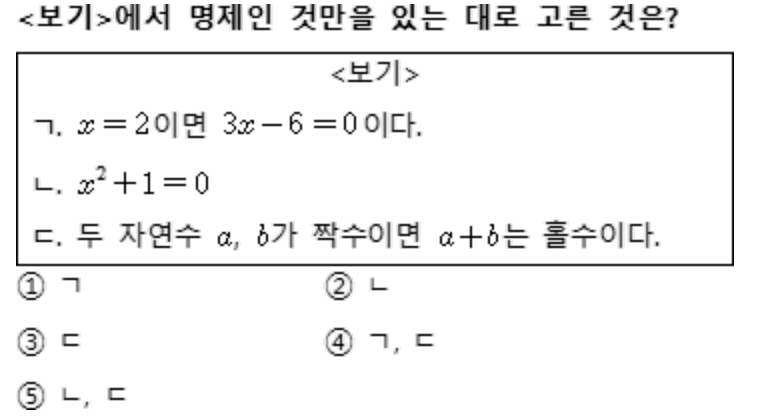 <보기>에서 명제인 것만을 있는 대로 고른 것은?
<보기>
ㄱ. x=2이면 3x-6=0이다.
ㄴ. x²+1=0
ㄷ. 두 자연수 a, b가 짝수이면 a+b는 홀수이다.
① ㄱ ② ㄴ
③ ㄷ ④ ㄱ, ㄷ
⑤ ㄴ, ㄷ